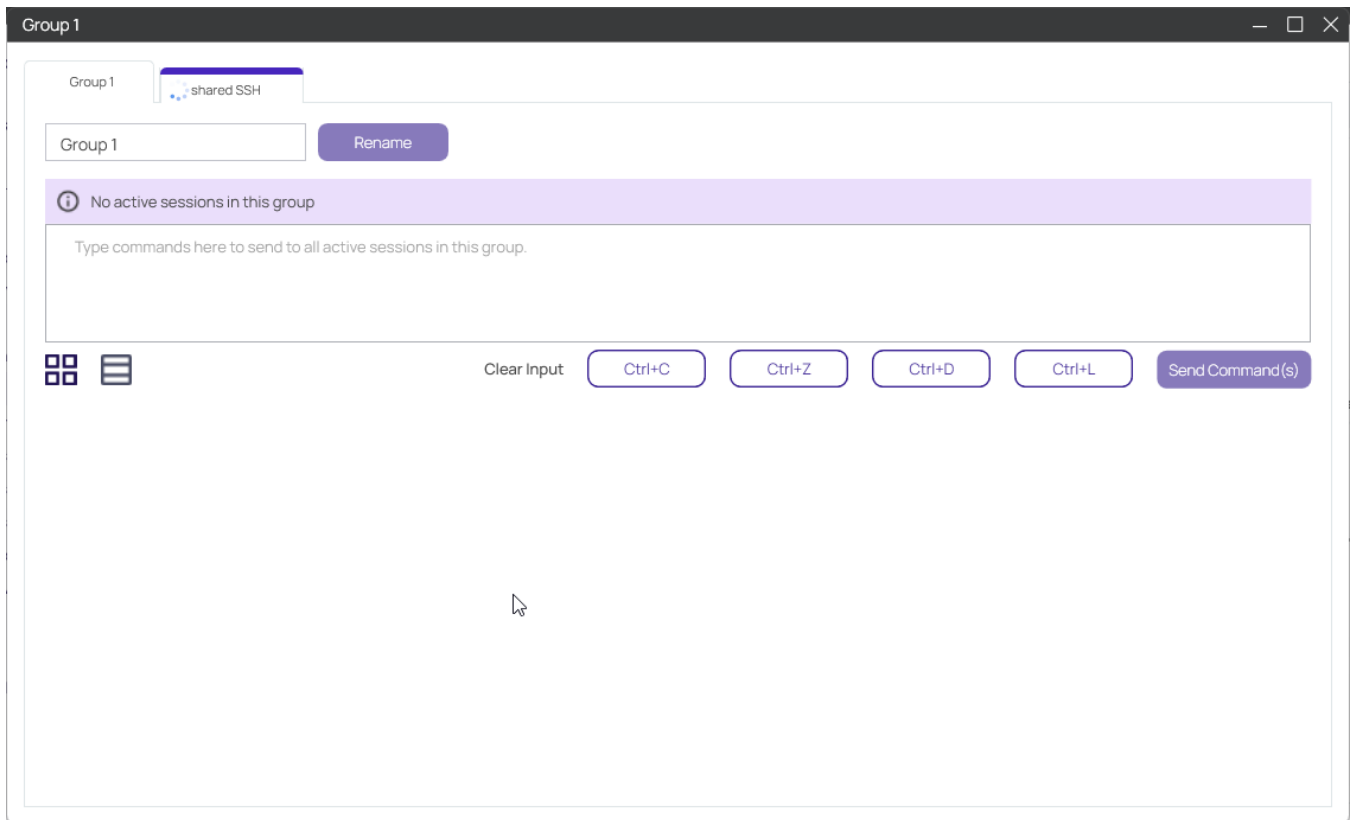 Group 1
Group 1
shared SSH
Group 1
Rename
No active sessions in this group
Type commands here to send to all active sessions in this group.
Clear Input Ctrl+C Ctrl+Z Ctrl+D Ctrl+L Send Command(s)